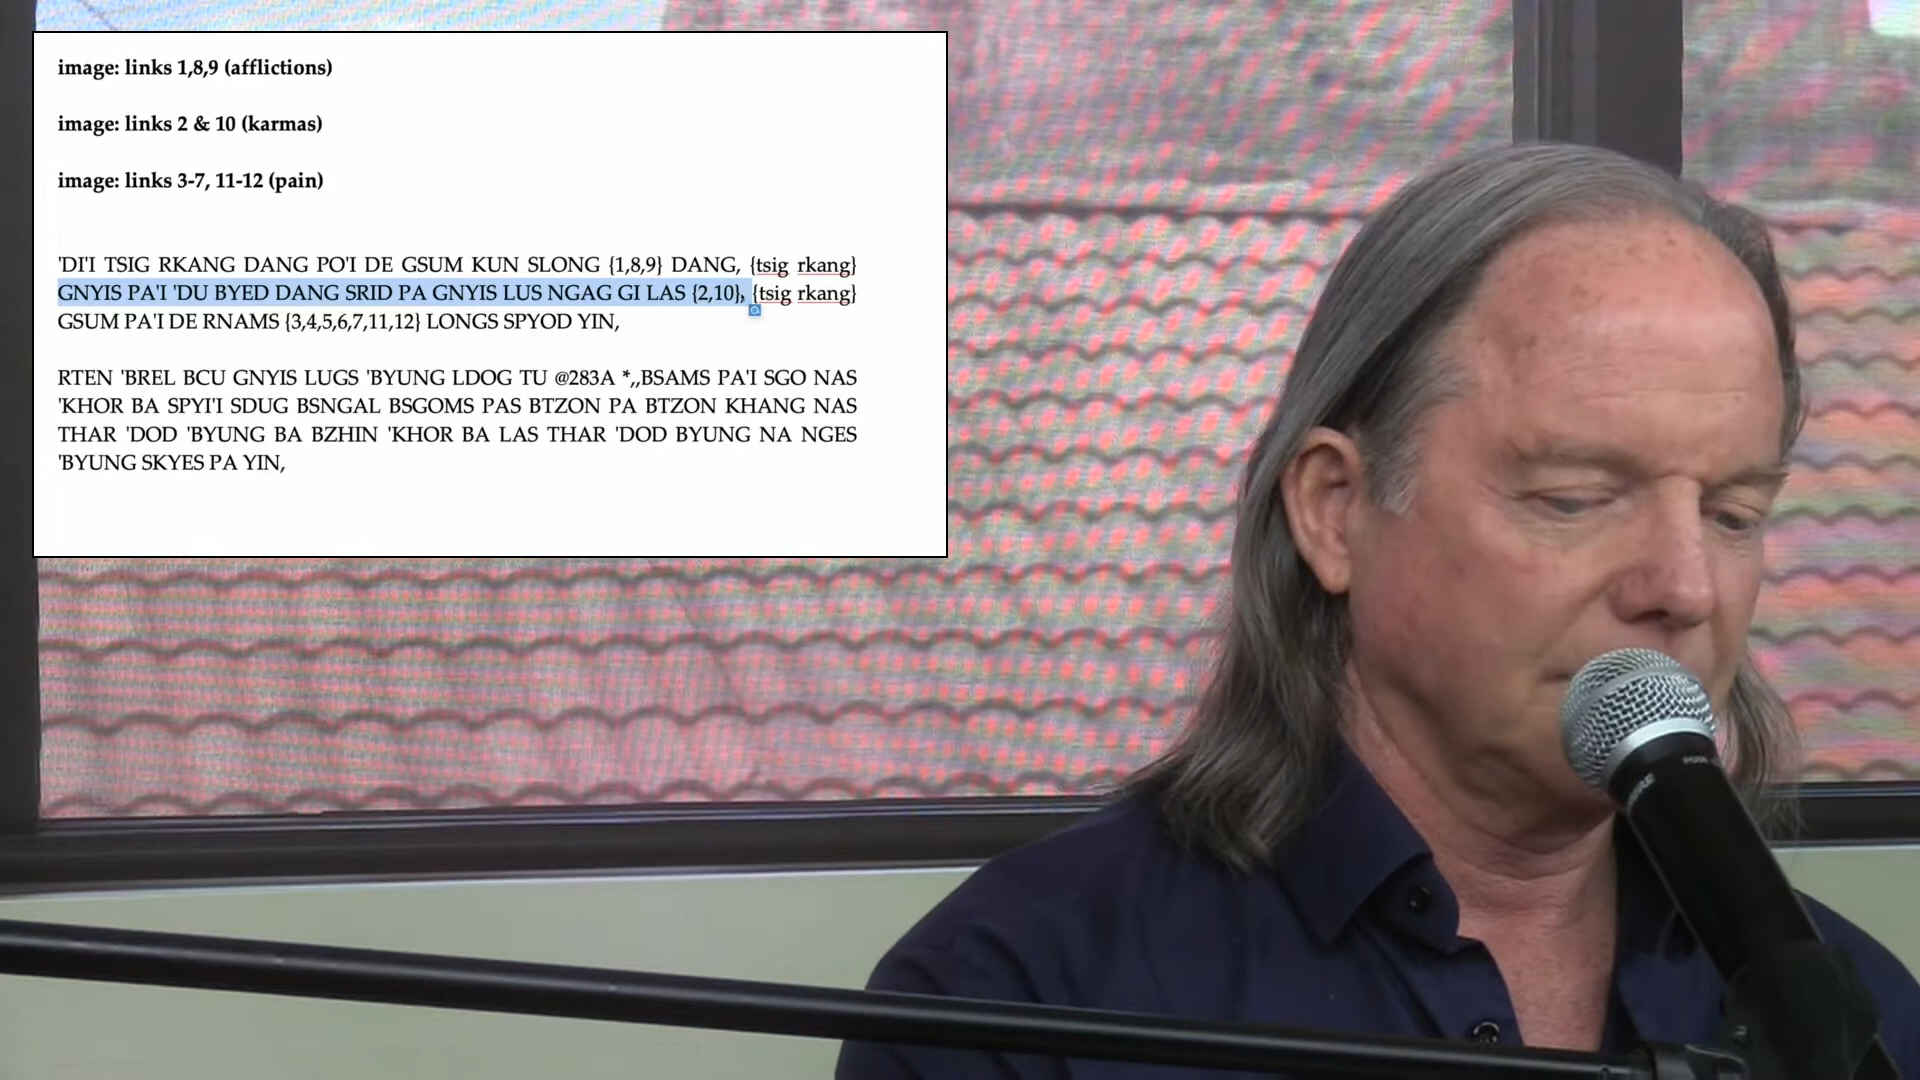 image: links 1,8,9 (afflictions)
image: links 2 & 10 (karmas)
image: links 3-7, 11-12 (pain)
'DI'I TSIG RKANG DANG PO'I DE GSUM KUN SLONG {1,8,9} DANG, {tsig rkang}
GNYIS PA'I 'DU BYED DANG SRID PA GNYIS LUS NGAG GI LAS {2,10}, {tsig rkang}
GSUM PA'I DE RNAMS {3,4,5,6,7,11,12} LONGS SPYOD YIN,
RTEN 'BREL BCU GNYIS LUGS 'BYUNG LDOG TU @283A *,,BSAMS PA'I SGO NAS
'KHOR BA SPYI'I SDUG BSNGAL BSGOMS PAS BTZON PA BTZON KHANG NAS
THAR 'DOD 'BYUNG BA BZHIN 'KHOR BA LAS THAR 'DOD BYUNG NA NGES
'BYUNG SKYES PA YIN,